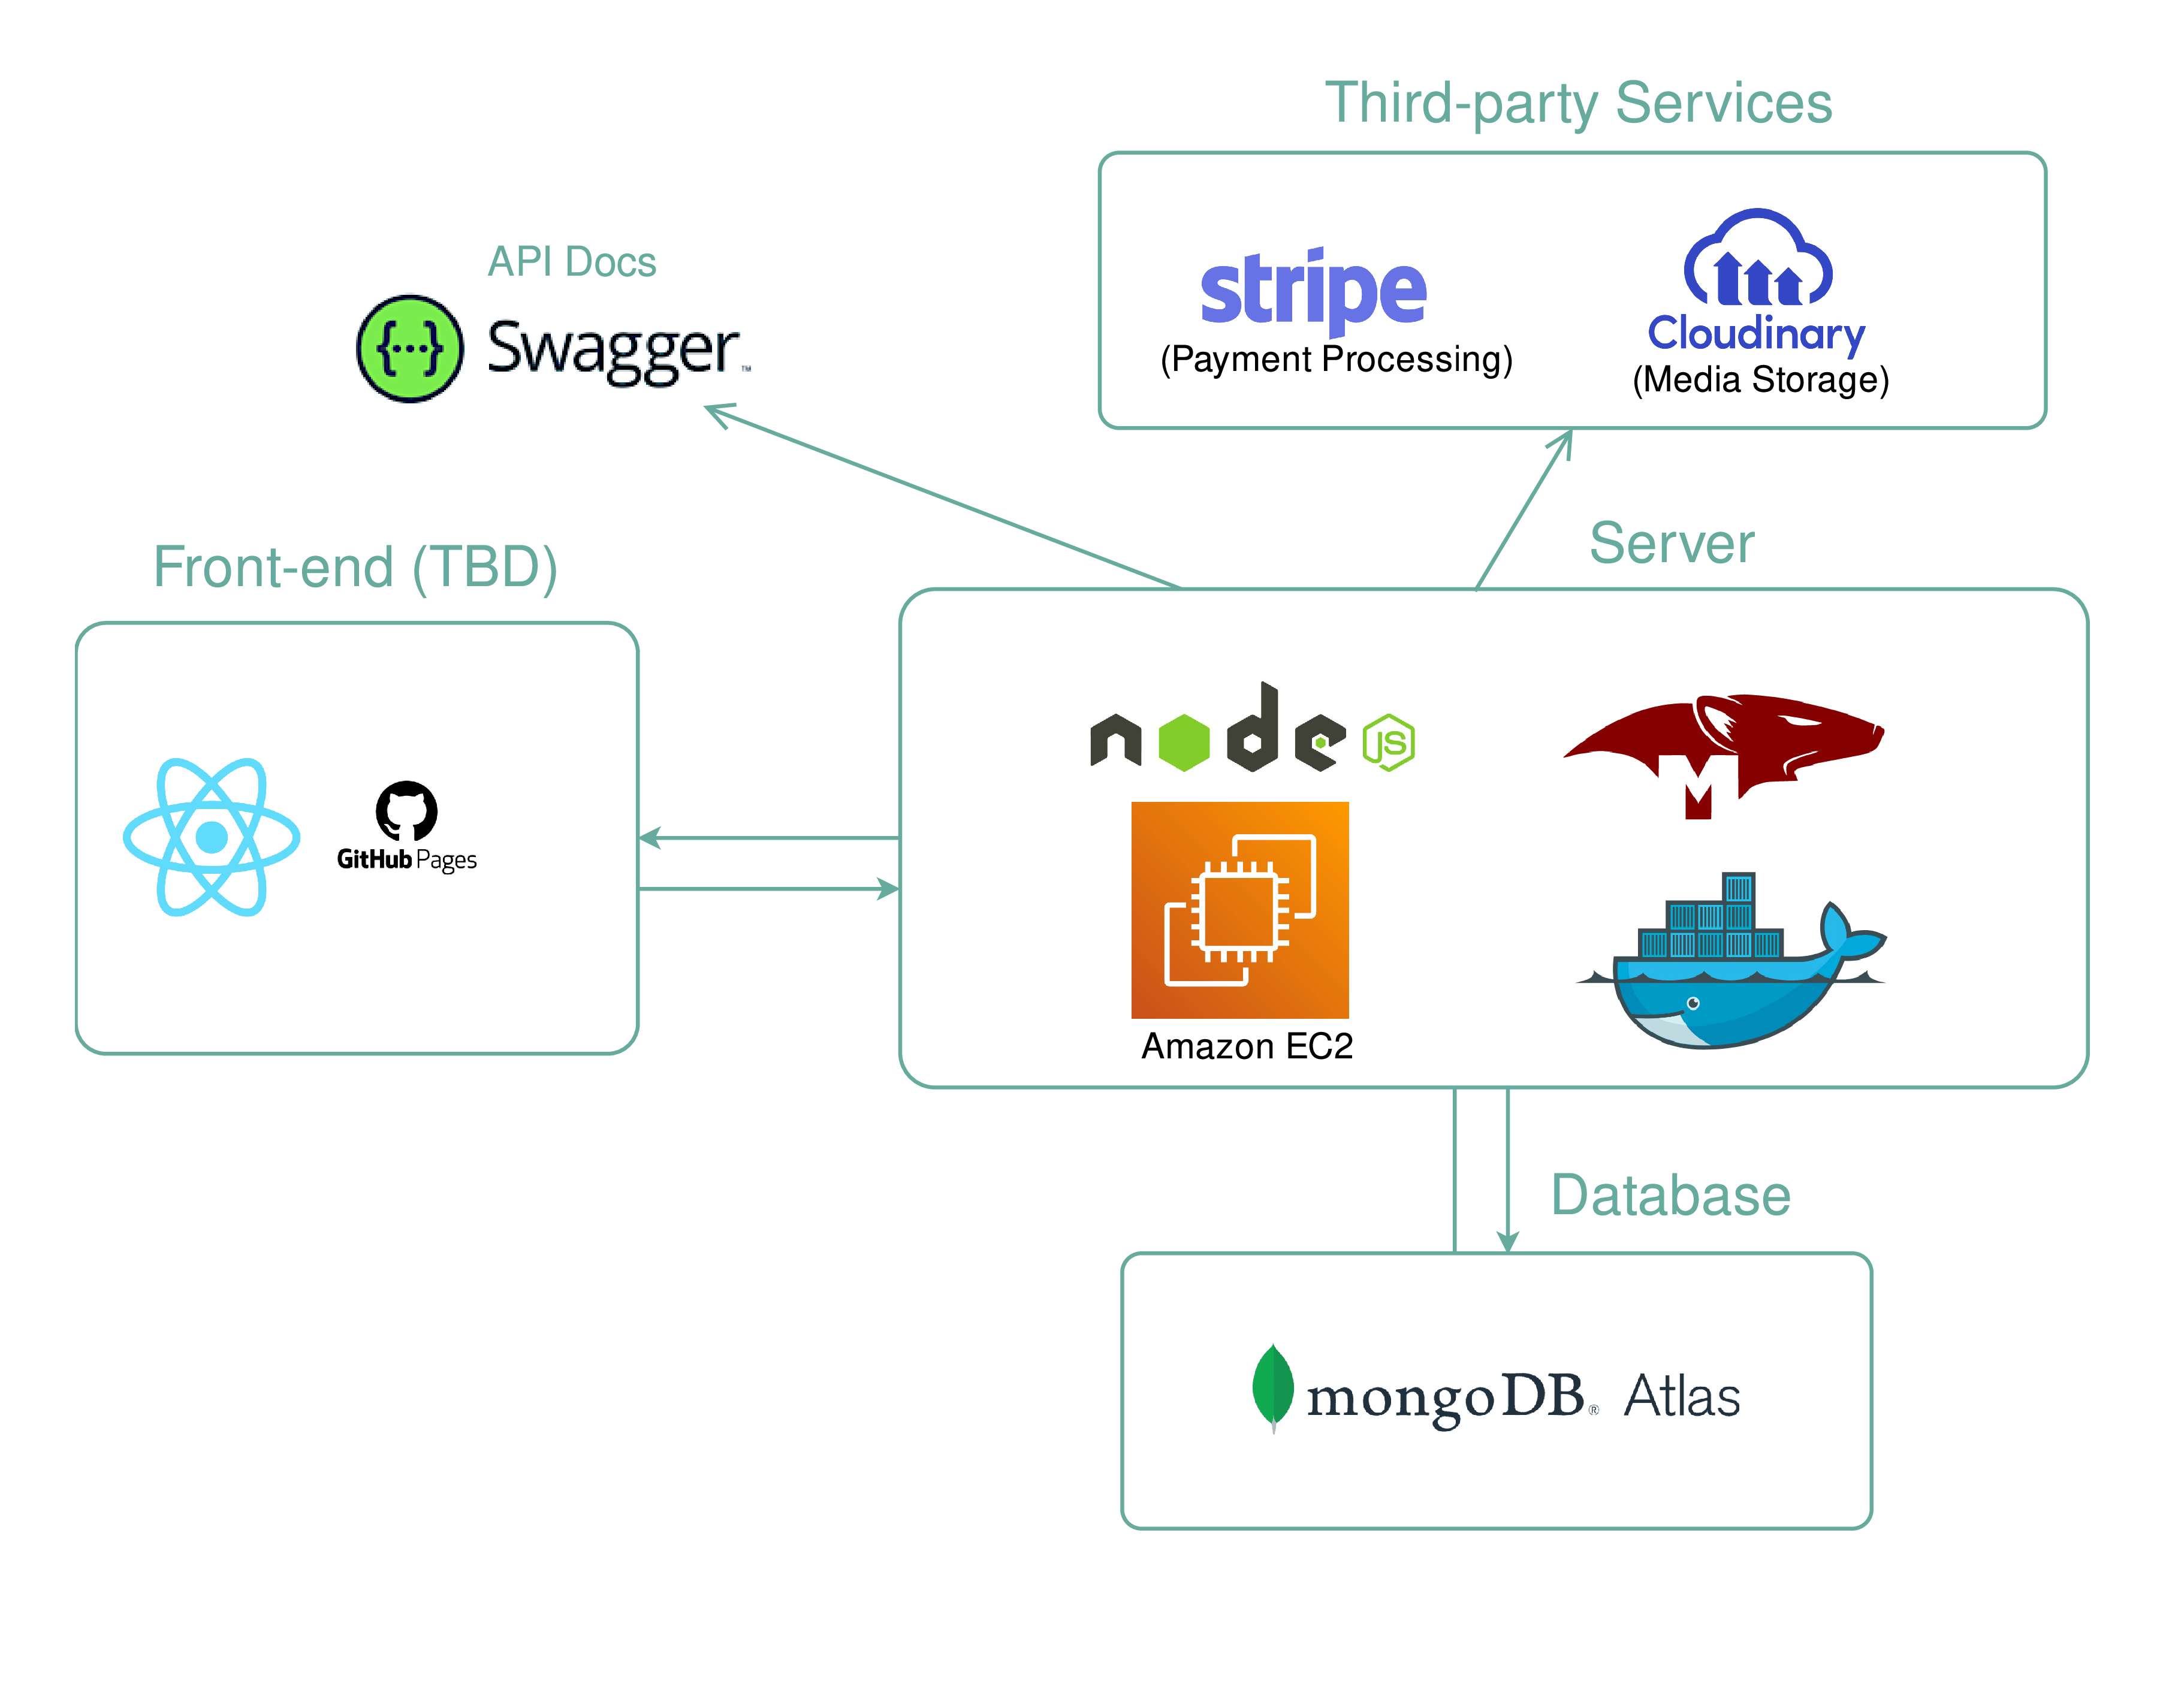 Third-party Services
API Docs
Swagger™
stripe
(Payment Processing)
Cloudinary
(Media Storage)
Server
Front-end (TBD)
node
JS
GitHub Pages
M
Amazon EC2
Database
mongoDB® Atlas